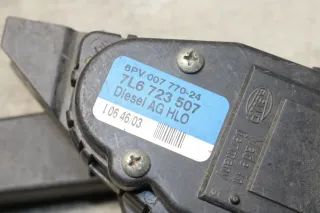 6PV 007 770-24
7L6 723 507
Diesel AG HLO
I 06 46.03